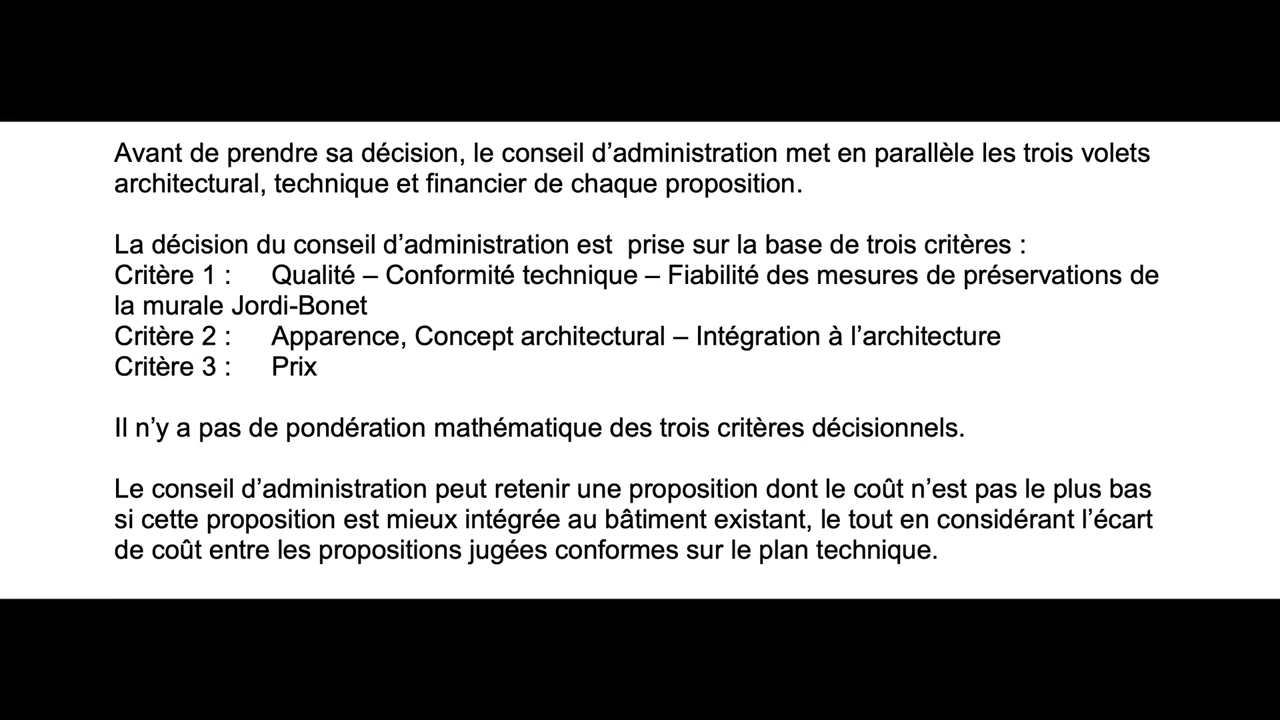 Avant de prendre sa décision, le conseil d’administration met en parallèle les trois volets
architectural, technique et financier de chaque proposition.
La décision du conseil d’administration est  prise sur la base de trois critères :
Critère 1 : Qualité – Conformité technique – Fiabilité des mesures de préservations de
la murale Jordi-Bonet
Critère 2 : Apparence, Concept architectural – Intégration à l’architecture
Critère 3 : Prix
Il n’y a pas de pondération mathématique des trois critères décisionnels.
Le conseil d’administration peut retenir une proposition dont le coût n’est pas le plus bas
si cette proposition est mieux intégrée au bâtiment existant, le tout en considérant l’écart
de coût entre les propositions jugées conformes sur le plan technique.